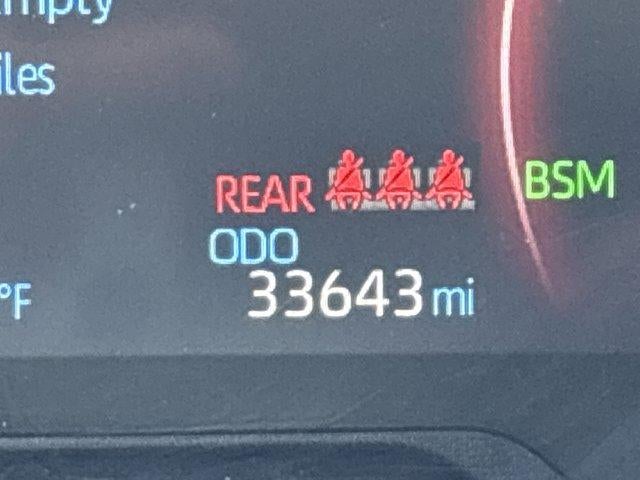 mpty
iles
REAR
BSM
ODO
°F
33643 mi